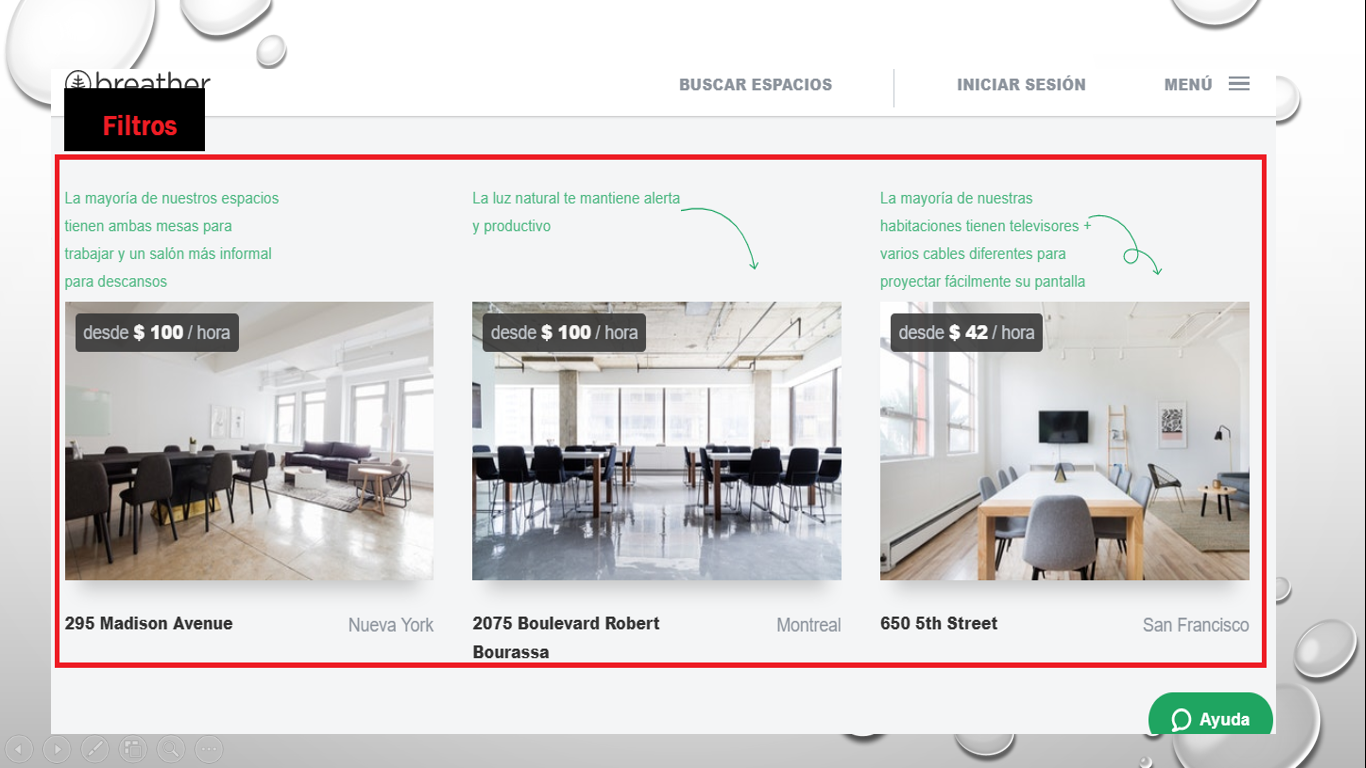 breather
BUSCAR ESPACIOS
INICIAR SESIÓN
MENÚ
Filtros
La mayoría de nuestros espacios
tienen ambas mesas para
trabajar y un salón más informal
para descansos
La luz natural te mantiene alerta
y productivo
La mayoría de nuestras
habitaciones tienen televisores +
varios cables diferentes para
proyectar fácilmente su pantalla
desde $ 100 / hora
desde $ 100 / hora
desde $ 42 / hora
295 Madison Avenue
Nueva York
2075 Boulevard Robert
Bourassa
Montreal
650 5th Street
San Francisco
Ayuda